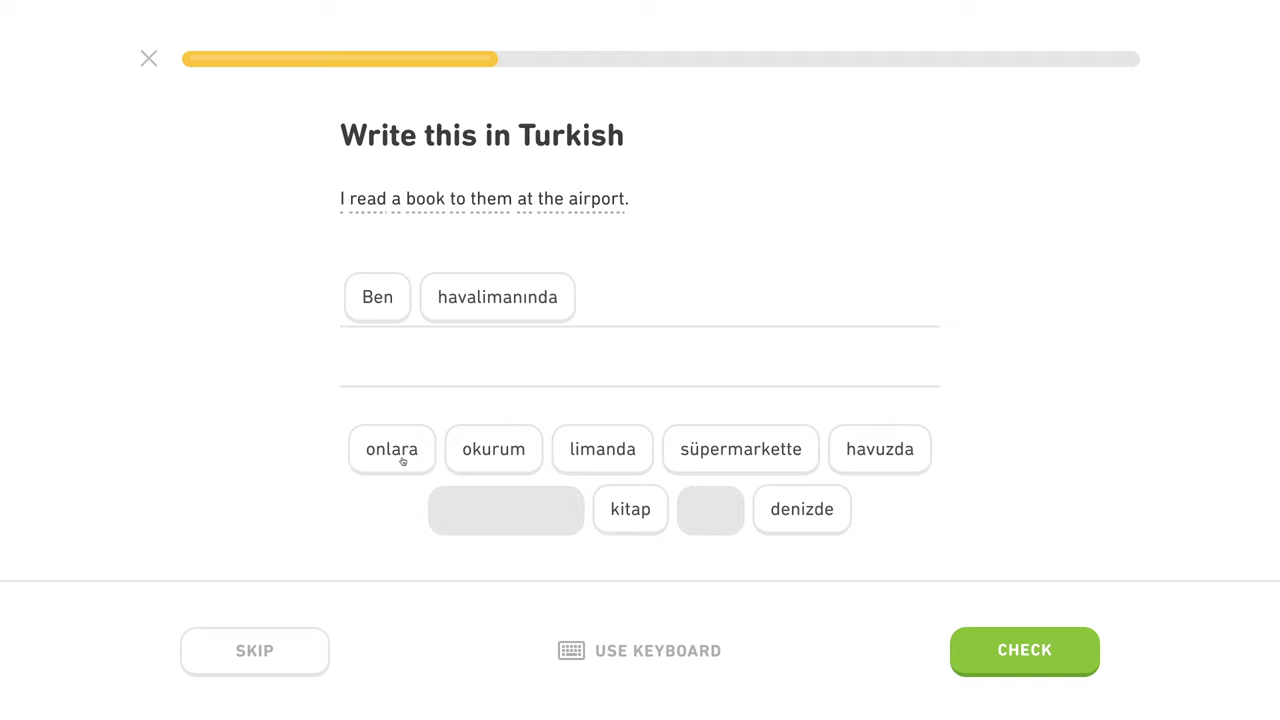 Write this in Turkish
I read a book to them at the airport.
Ben havalimanında
onlara okurum limanda süpermarkette havuzda
kitap denizde
SKIP USE KEYBOARD CHECK